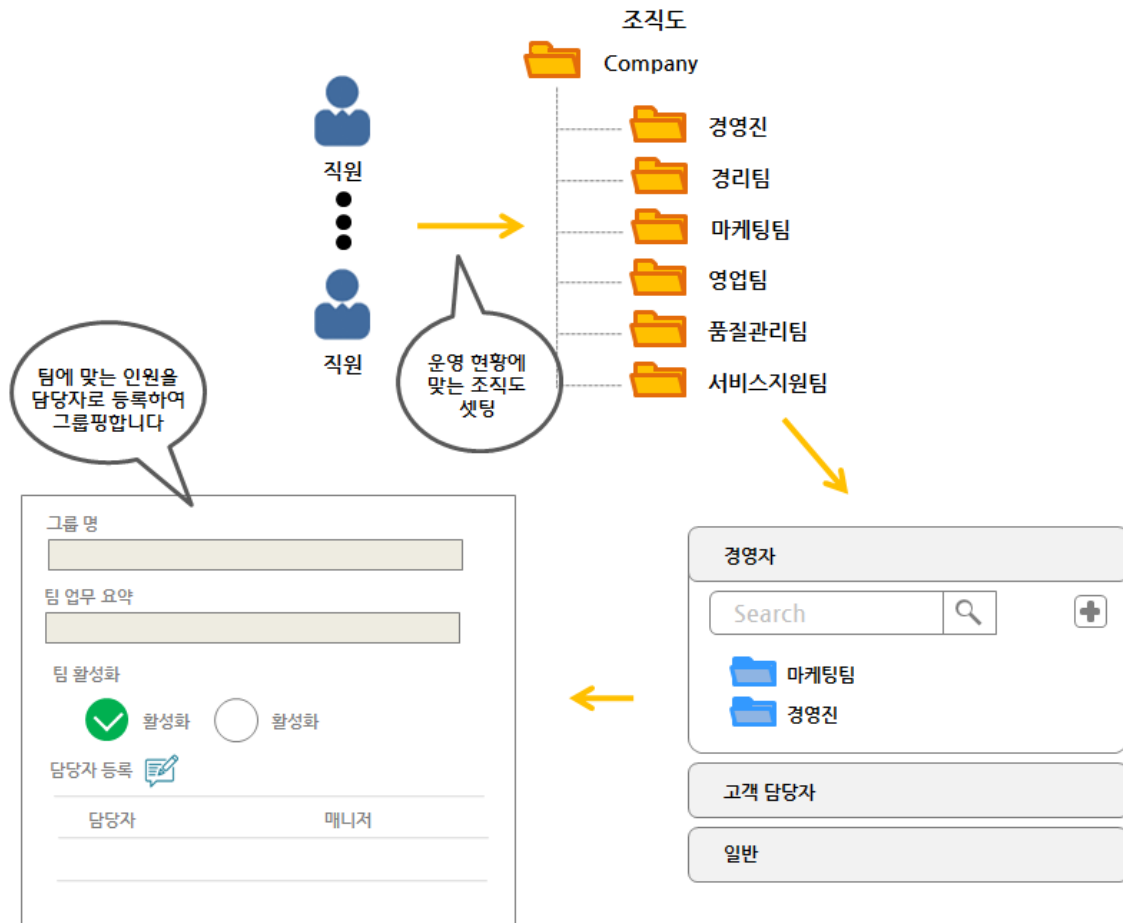 조직도
Company
경영진
경리팀
마케팅팀
영업팀
품질관리팀
서비스지원팀
직원
직원
운영 현황에
맞는 조직도
셋팅
팀에 맞는 인원을
담당자로 등록하여
그룹핑합니다
그룹 명
팀 업무 요약
팀 활성화
활성화
활성화
담당자 등록
담당자
매니저
경영자
Search
마케팅팀
경영진
고객 담당자
일반